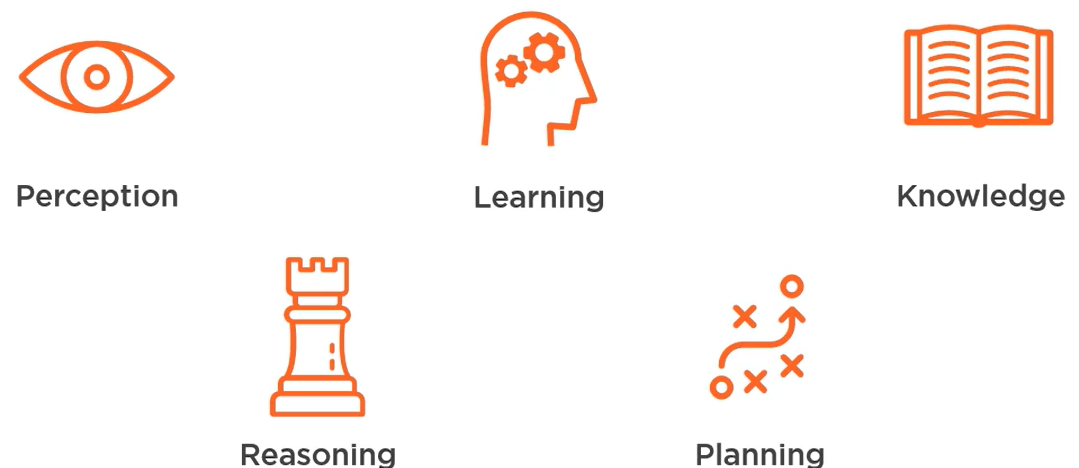 Perception
Learning
Knowledge
Reasoning
Planning